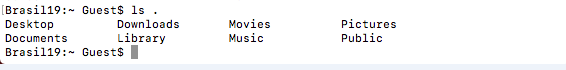 [Brasil19:~ Guest$ ls .
Desktop Downloads Movies Pictures
Documents Library Music Public
Brasil19:~ Guest$